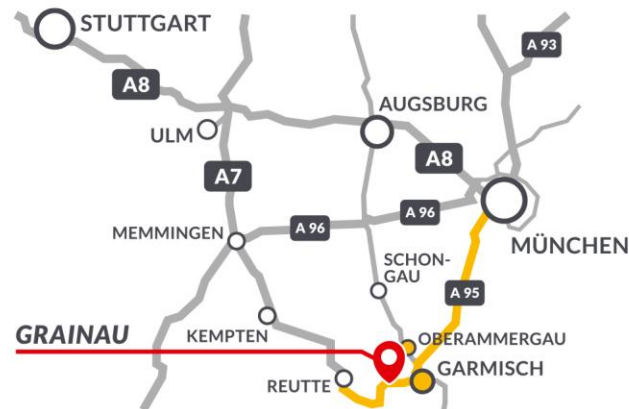 STUTTGART
A 93
A8
AUGSBURG
ULM
A8
A7
A 96
A 96
MEMMINGEN
MÜNCHEN
SCHON-
GAU
A 95
GRAINAU
KEMPTEN
OBERAMMERGAU
REUTTE
GARMISCH